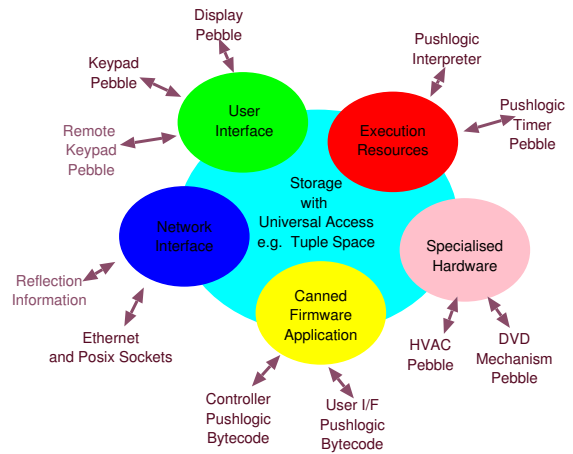 Display
Pebble
Keypad
Pebble
Remote
Keypad
Pebble
User
Interface
Pushlogic
Interpreter
Execution
Resources
Pushlogic
Timer
Pebble
Storage
with
Universal Access
e.g. Tuple Space
Network
Interface
Specialised
Hardware
Reflection
Information
Ethernet
and Posix Sockets
Canned
Firmware
Application
HVAC
Pebble
DVD
Mechanism
Pebble
Controller
Pushlogic
Bytecode
User I/F
Pushlogic
Bytecode